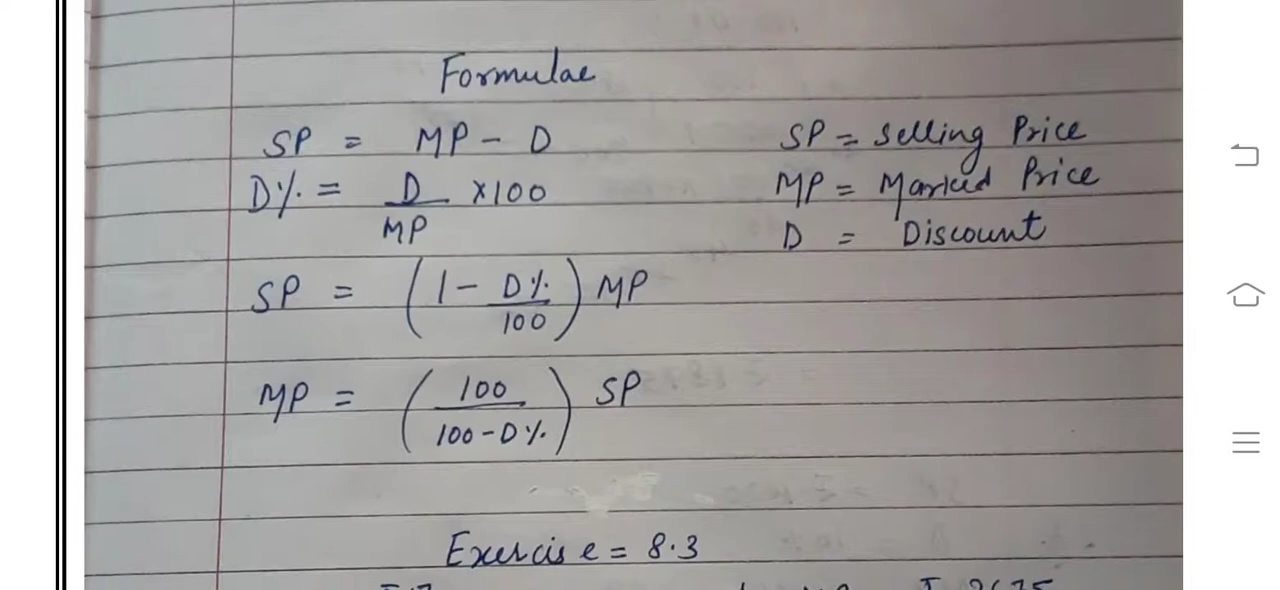 Formulae
SP = MP - D
SP = Selling Price
D% = D/MP ×100
MP = Marked Price
D = Discount
SP = (1 - D%/100) MP
MP = (100/(100-D%)) SP
Exercise = 8.3